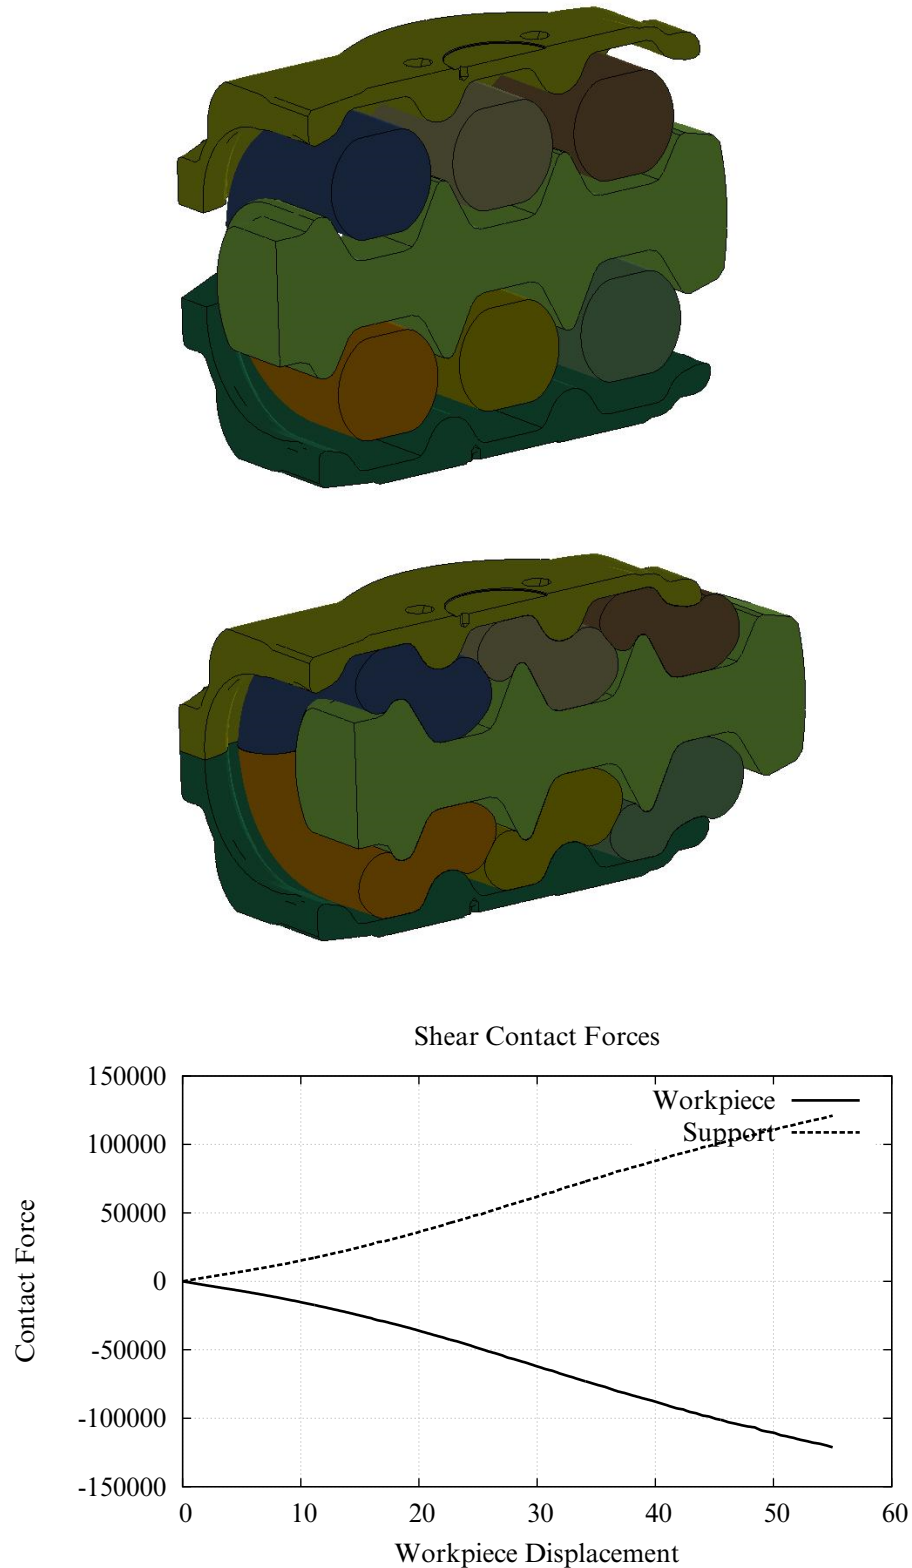 Shear Contact Forces
150000
100000
50000
0
-50000
-100000
-150000
Contact Force
Workpiece
Support
0 10 20 30 40 50 60
Workpiece Displacement